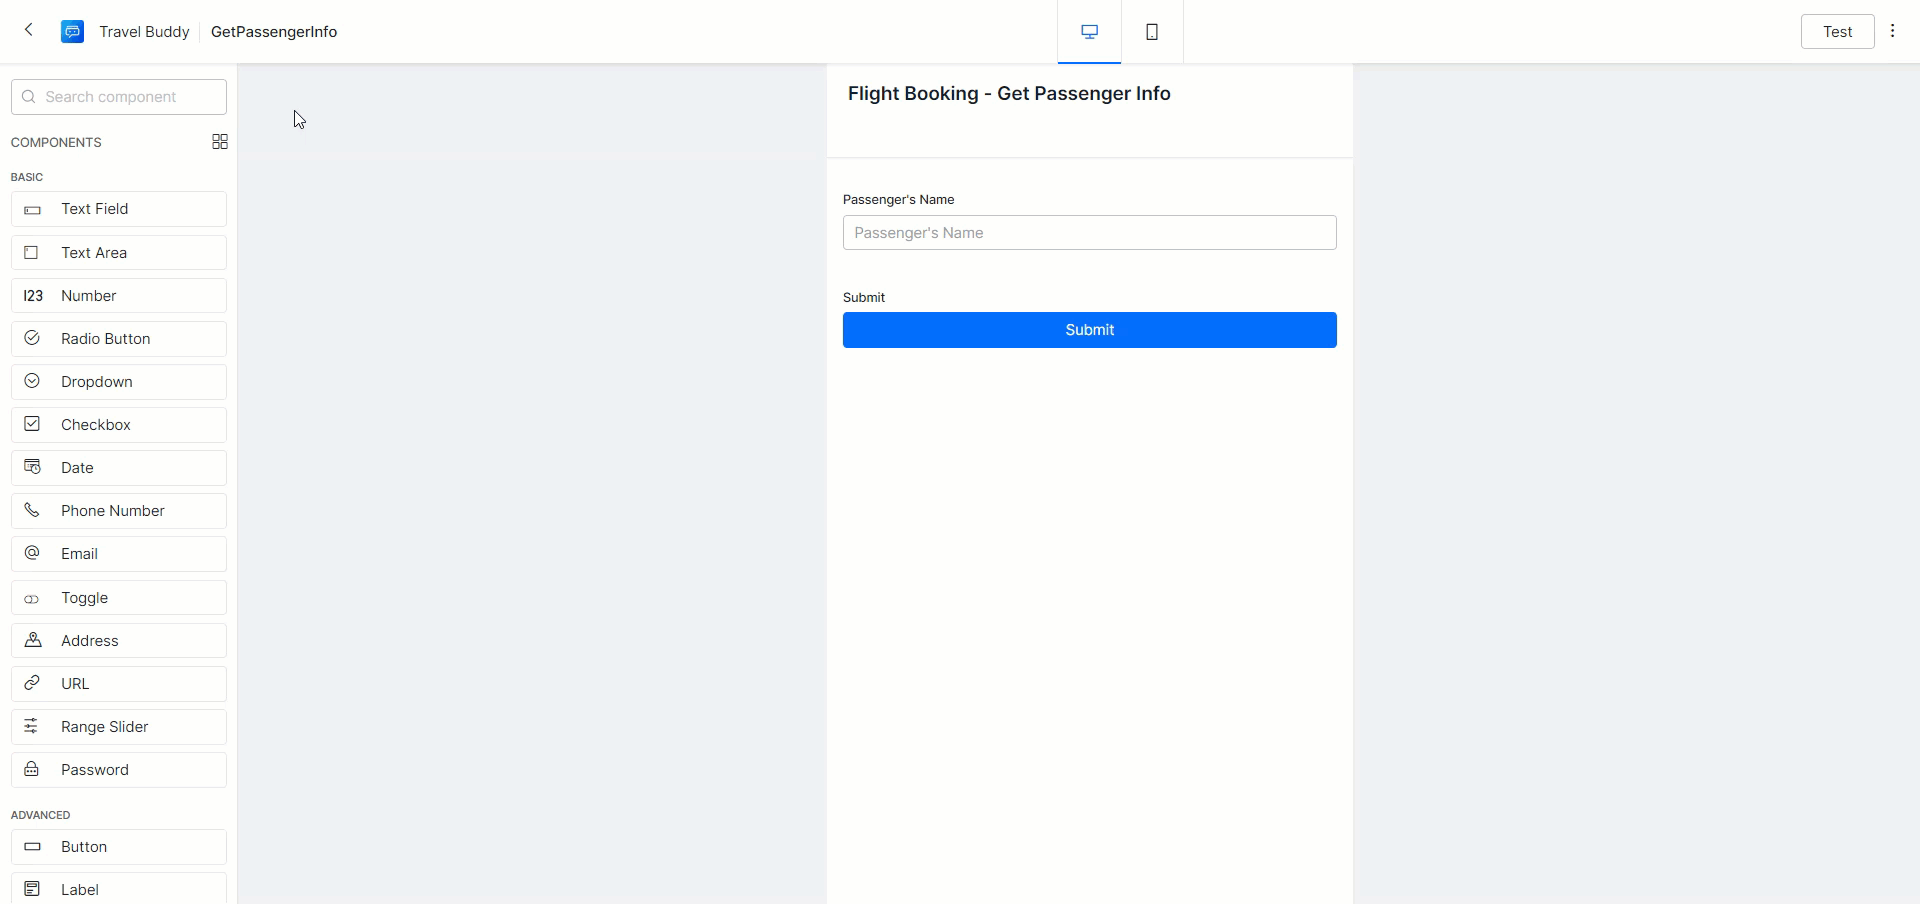 Travel Buddy GetPassengerInfo Test
Search component
COMPONENTS
BASIC
Text Field
Text Area
123 Number
Radio Button
Dropdown
Checkbox
Date
Phone Number
Email
Toggle
Address
URL
Range Slider
Password
ADVANCED
Button
Label
Flight Booking - Get Passenger Info
Passenger's Name
Passenger's Name
Submit
Submit